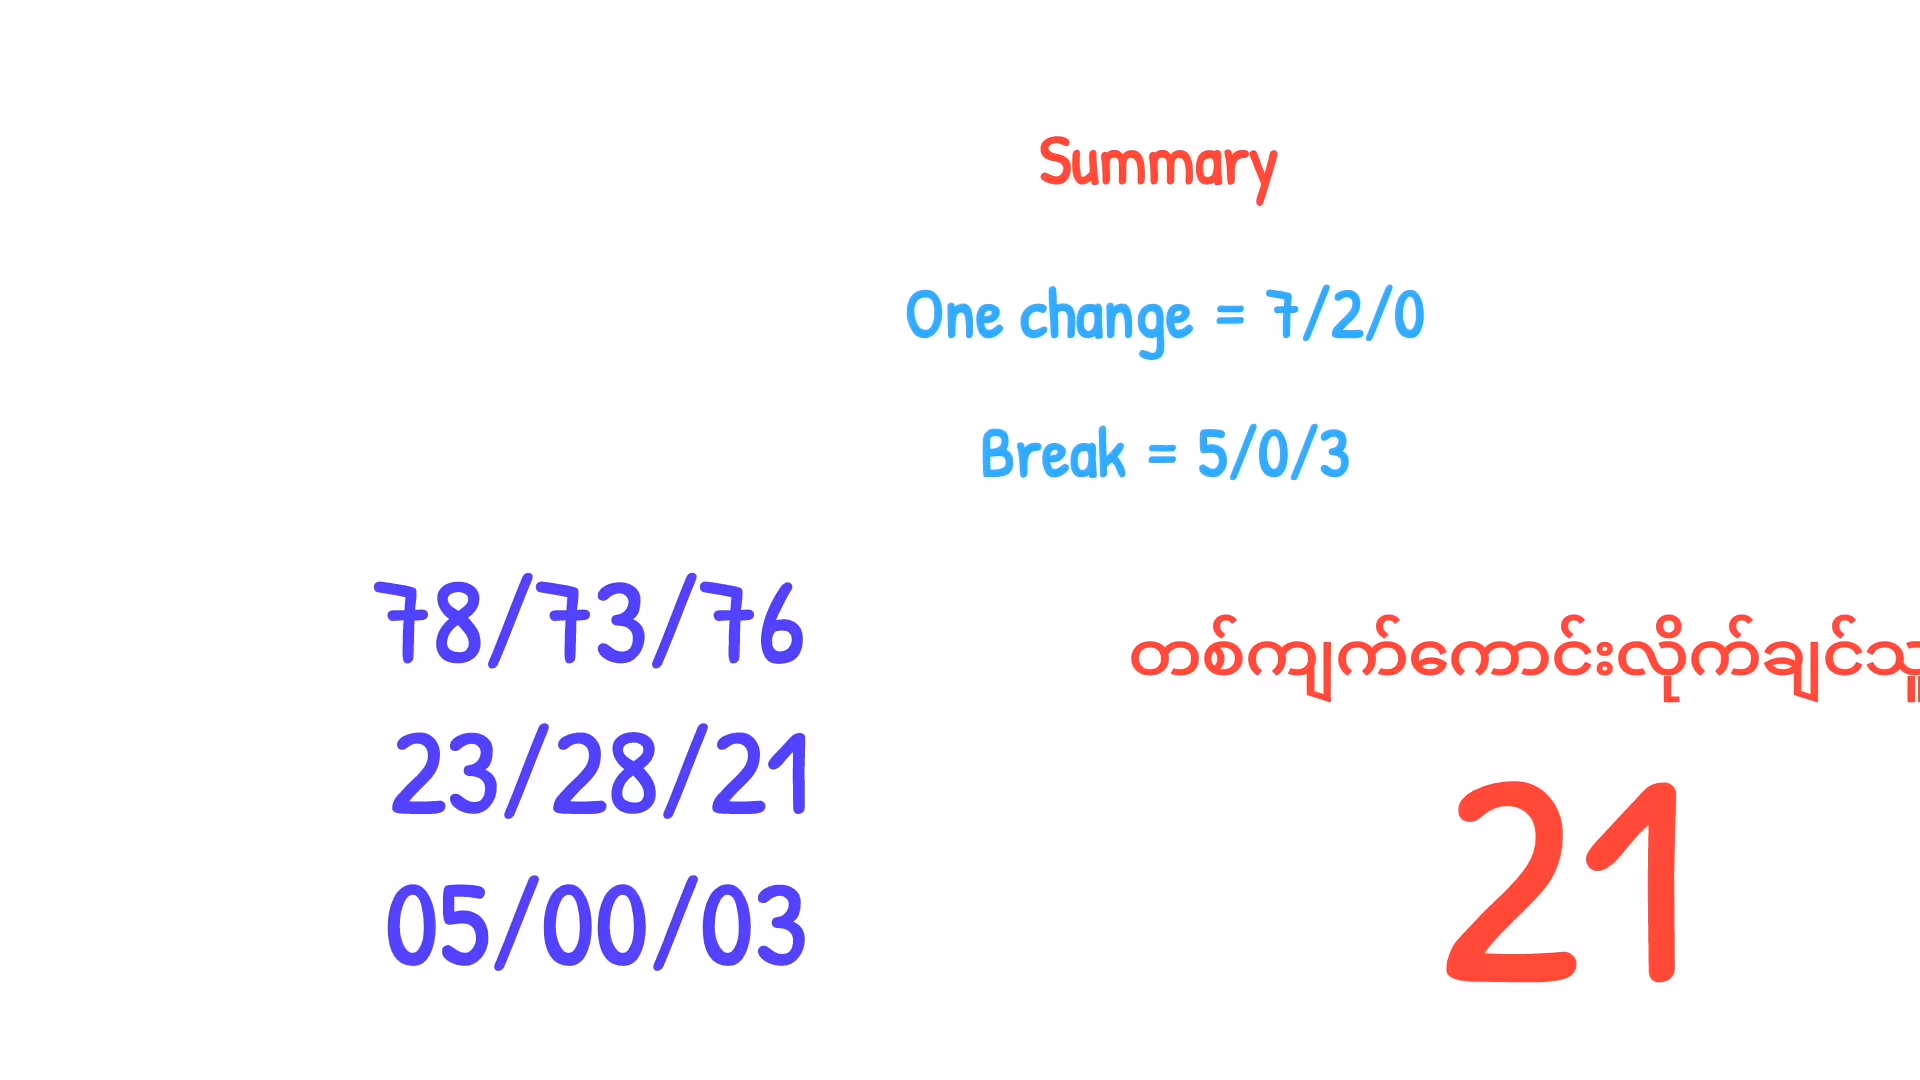 Summary
One change = 7/2/0
Break = 5/0/3
78/73/76
23/28/21
05/00/03
တစ်ကျက်ကောင်းလိုက်ချင်သူ
21